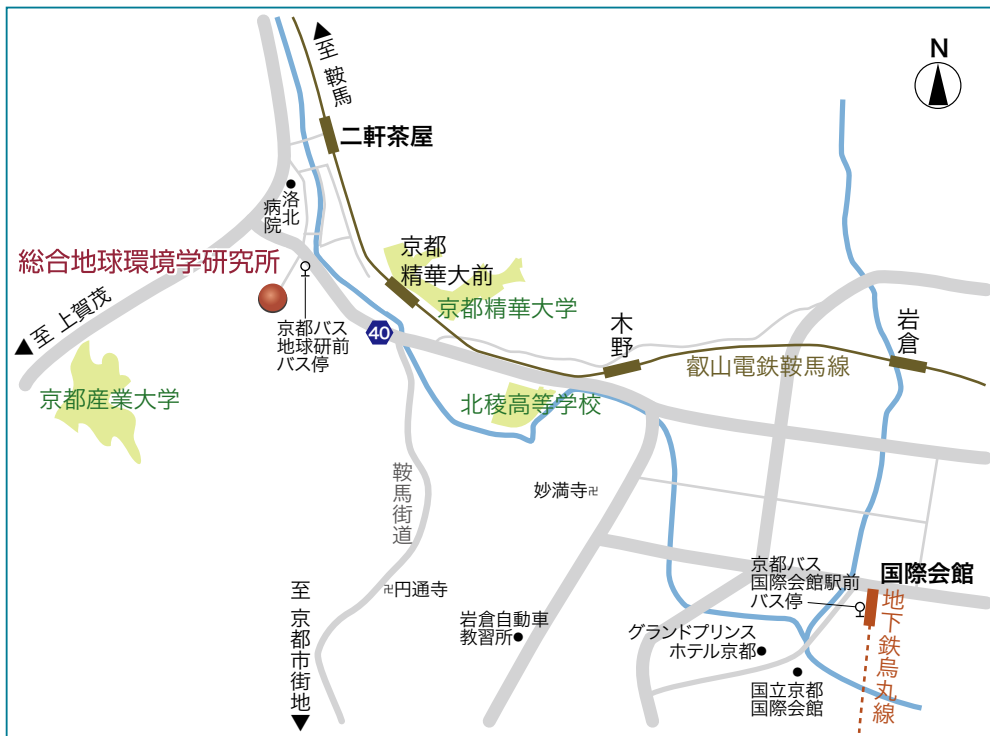 N
▲至 鞍馬
二軒茶屋
洛北
病院
総合地球環境学研究所
京都
精華大前
京都精華大学
▲至 上賀茂
京都バス
地球研前
バス停
40
木野
岩倉
叡山電鉄鞍馬線
京都産業大学
北稜高等学校
鞍馬街道
妙満寺卍
京都バス
国際会館駅前
バス停
国際会館
卍円通寺
至 京都市街地▼
岩倉自動車
教習所
グランドプリンス
ホテル京都
地下鉄烏丸線
国立京都
国際会館